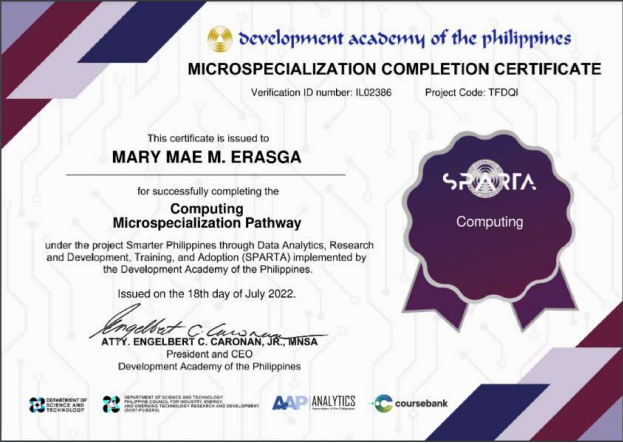 development academy of the philippines
MICROSPECIALIZATION COMPLETION CERTIFICATE
Verification ID number: IL02386 Project Code: TFDQI
This certificate is issued to
MARY MAE M. ERASGA
for successfully completing the
Computing
Microspecialization Pathway
under the project Smarter Philippines through Data Analytics, Research
and Development, Training, and Adoption (SPARTA) implemented by
the Development Academy of the Philippines.
Issued on the 18th day of July 2022.
Engelbert C. Caronan
ATTY. ENGELBERT C. CARONAN, JR., MNSA
President and CEO
Development Academy of the Philippines
SPARTA
Computing
DEPARTMENT OF
SCIENCE AND
TECHNOLOGY
DEPARTMENT OF SCIENCE AND TECHNOLOGY
PHILIPPINE COUNCIL FOR INDUSTRY, ENERGY,
AND EMERGING TECHNOLOGY RESEARCH AND DEVELOPMENT
(DOST-PCIEERD)
AAP ANALYTICS
Association of the Philippines
coursebank